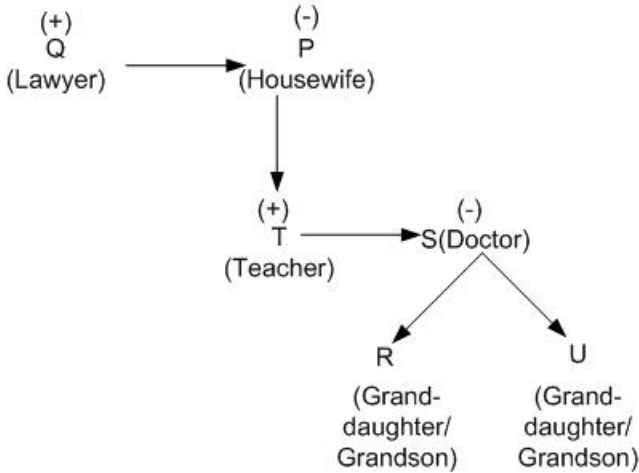 (+) (-)
Q P
(Lawyer) (Housewife)
(+) (-)
T S(Doctor)
(Teacher)
R U
(Grand- (Grand-
daughter/ daughter/
Grandson) Grandson)